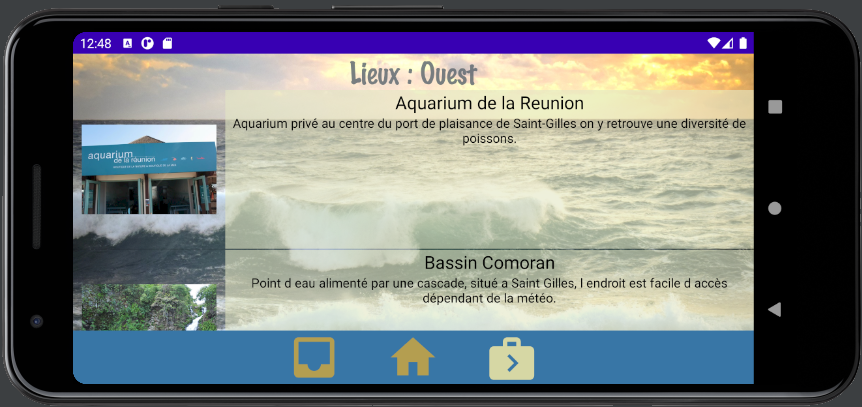 12:48
Lieux : Ouest
Aquarium de la Reunion
Aquarium privé au centre du port de plaisance de Saint-Gilles on y retrouve une diversité de
poissons.
aquarium
de la réunion
Bassin Comoran
Point d eau alimenté par une cascade, situé a Saint Gilles, l endroit est facile d accès
dépendant de la météo.